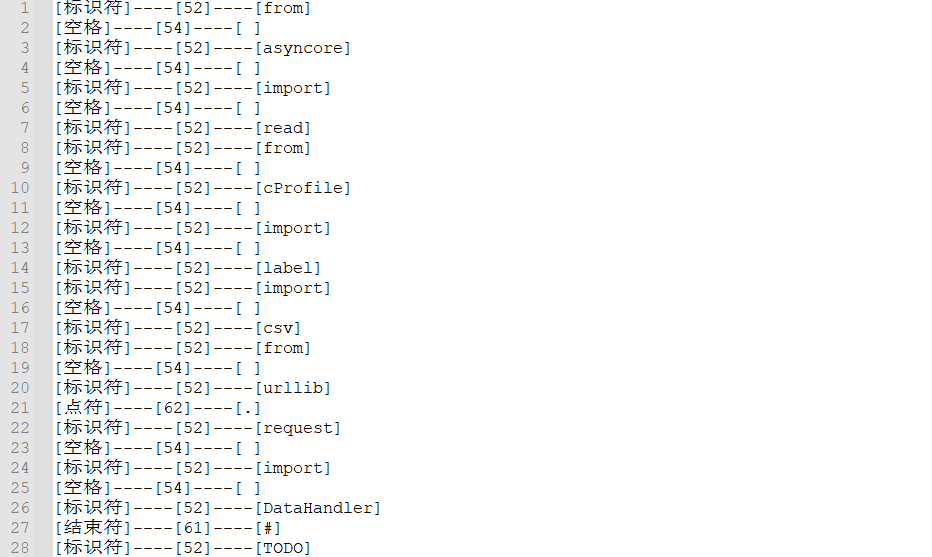 1 [标识符]----[52]----[from]
2 [空格]----[54]----[ ]
3 [标识符]----[52]----[asyncore]
4 [空格]----[54]----[ ]
5 [标识符]----[52]----[import]
6 [空格]----[54]----[ ]
7 [标识符]----[52]----[read]
8 [标识符]----[52]----[from]
9 [空格]----[54]----[ ]
10 [标识符]----[52]----[cProfile]
11 [空格]----[54]----[ ]
12 [标识符]----[52]----[import]
13 [空格]----[54]----[ ]
14 [标识符]----[52]----[label]
15 [标识符]----[52]----[import]
16 [空格]----[54]----[ ]
17 [标识符]----[52]----[csv]
18 [标识符]----[52]----[from]
19 [空格]----[54]----[ ]
20 [标识符]----[52]----[urllib]
21 [点符]----[62]----[.]
22 [标识符]----[52]----[request]
23 [空格]----[54]----[ ]
24 [标识符]----[52]----[import]
25 [空格]----[54]----[ ]
26 [标识符]----[52]----[DataHandler]
27 [结束符]----[61]----[#]
28 [标识符]----[52]----[TODO]